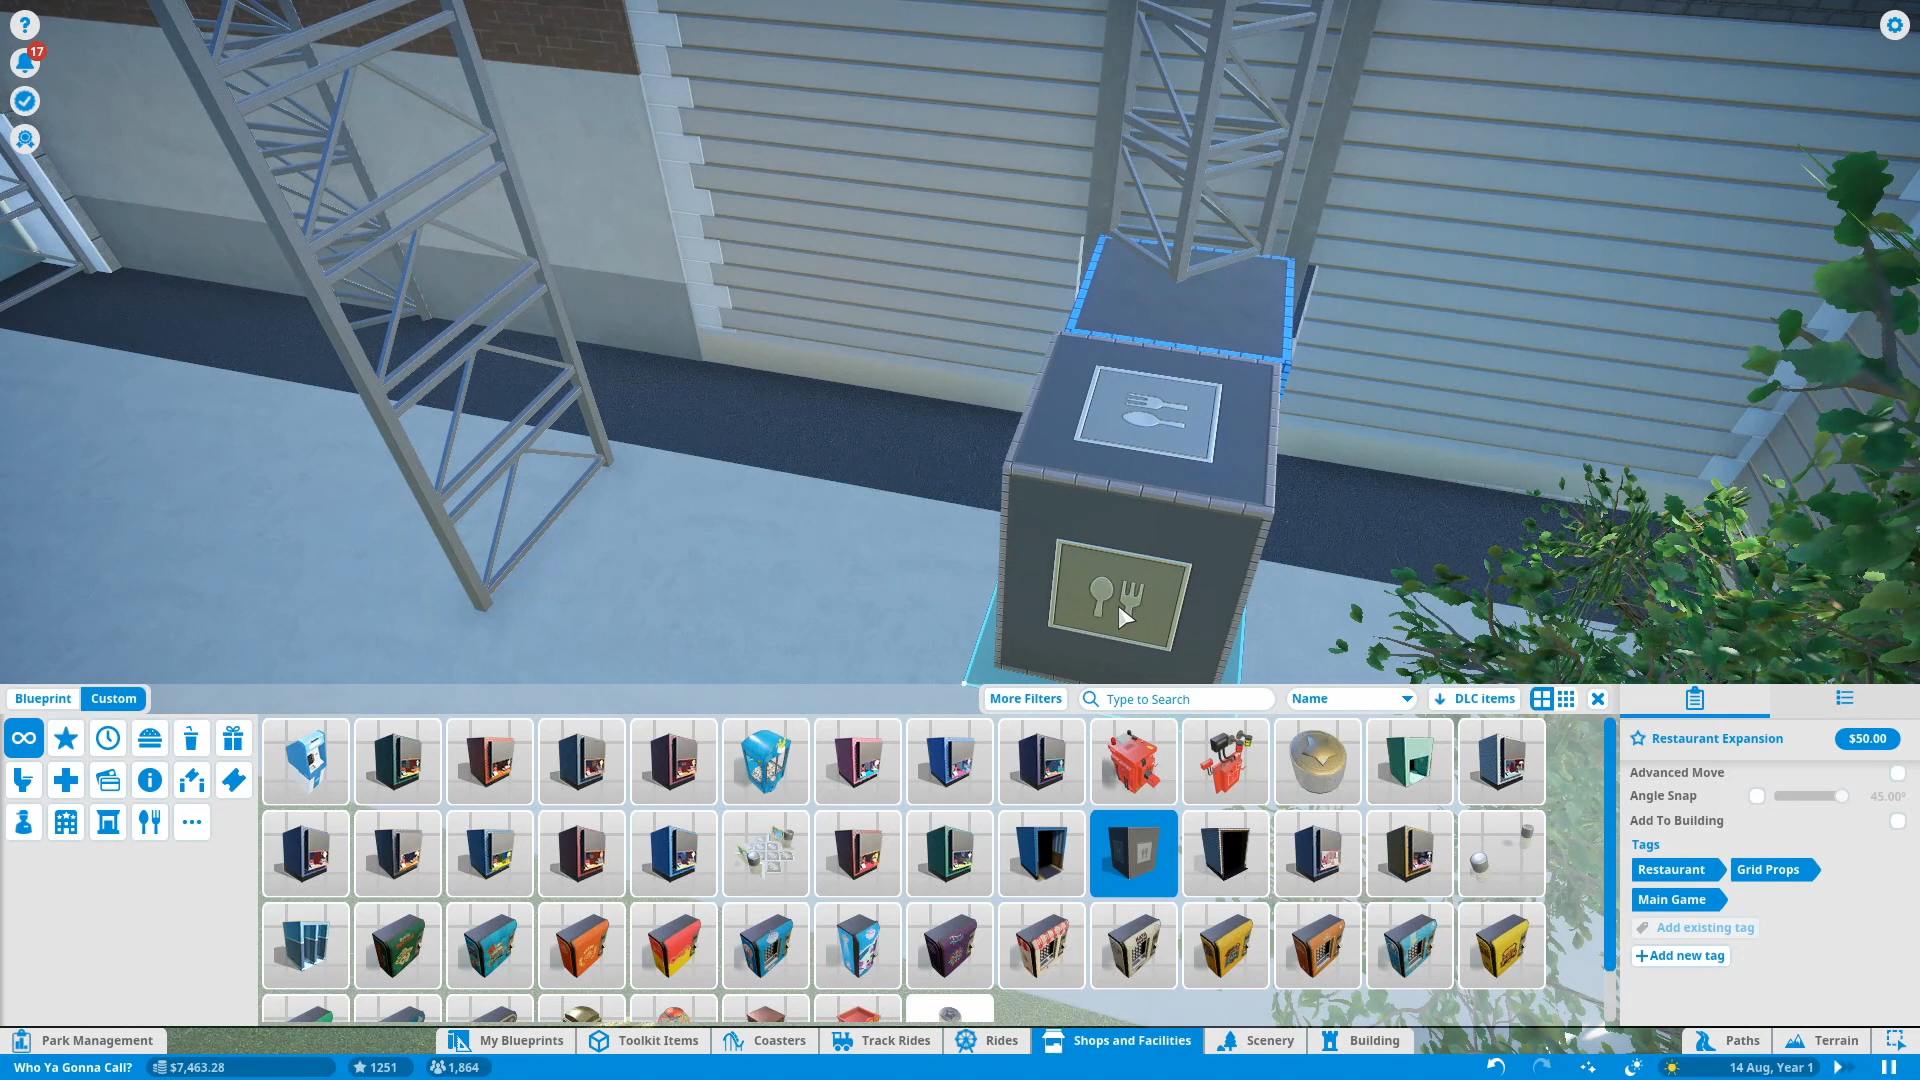 ?
17
Blueprint Custom
More Filters Type to Search Name DLC items
Restaurant Expansion $50.00
Advanced Move
Angle Snap 45.00°
Add To Building
Tags
Restaurant Grid Props
Main Game
Add existing tag
+Add new tag
Park Management My Blueprints Toolkit Items Coasters Track Rides Rides Shops and Facilities Scenery Building Paths Terrain
Who Ya Gonna Call? $7,463.28 1251 1,864 14 Aug, Year 1